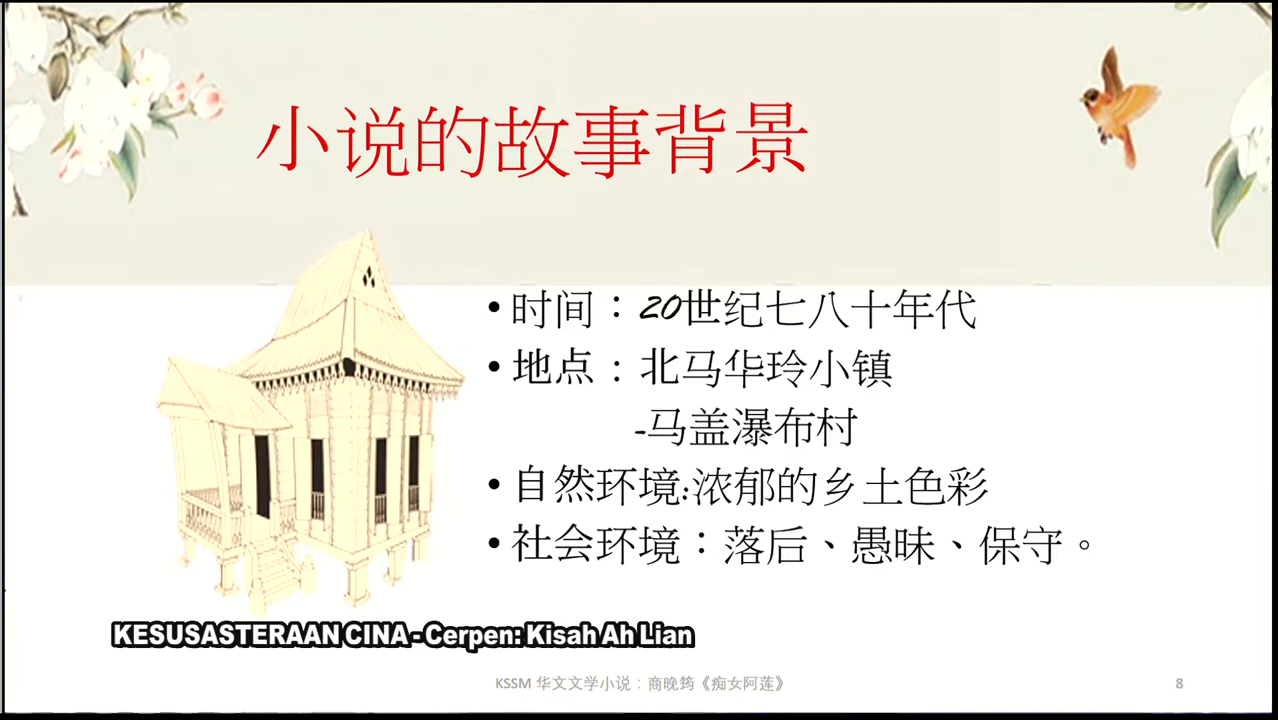 小说的故事背景
• 时间：20世纪七八十年代
• 地点：北马华玲小镇
-马盖瀑布村
• 自然环境:浓郁的乡土色彩
• 社会环境：落后、愚昧、保守。
KESUSASTERAAN CINA - Cerpen: Kisah Ah Lian
KSSM 华文文学小说：商晚筠《痴女阿莲》
8